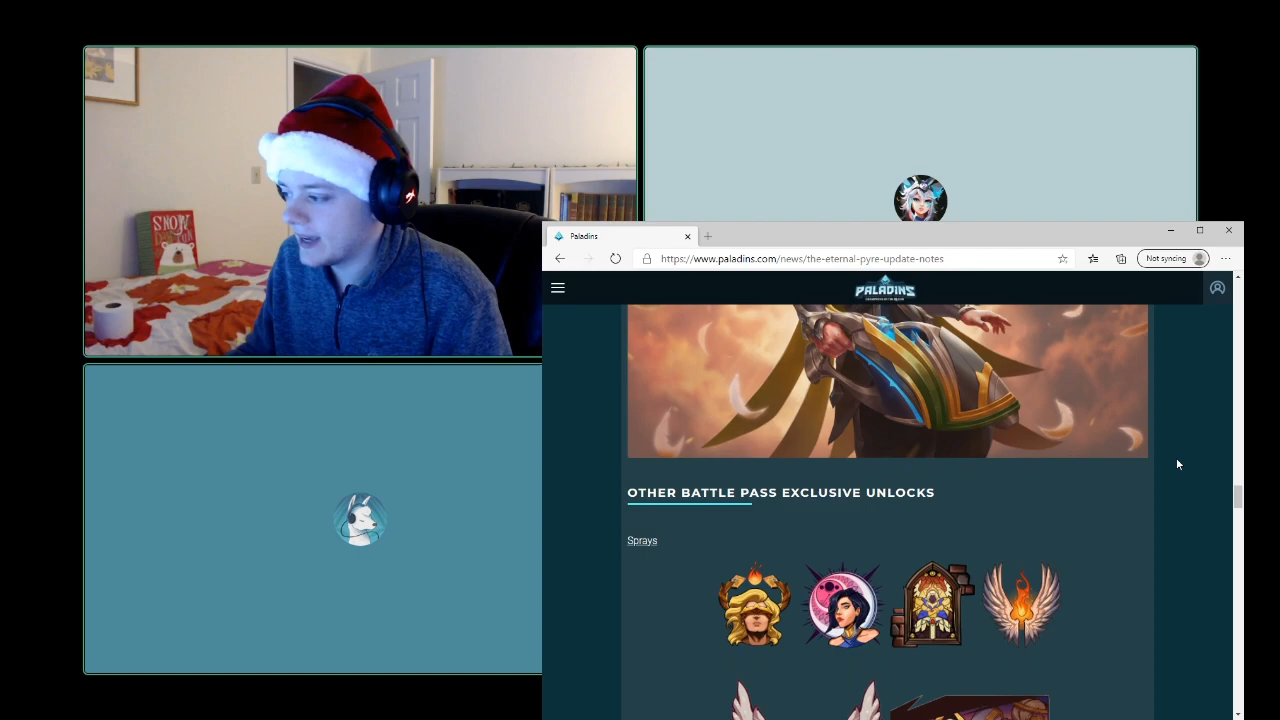 SNOW
Paladins
https://www.paladins.com/news/the-eternal-pyre-update-notes
Not syncing
PALADINS
OTHER BATTLE PASS EXCLUSIVE UNLOCKS
Sprays